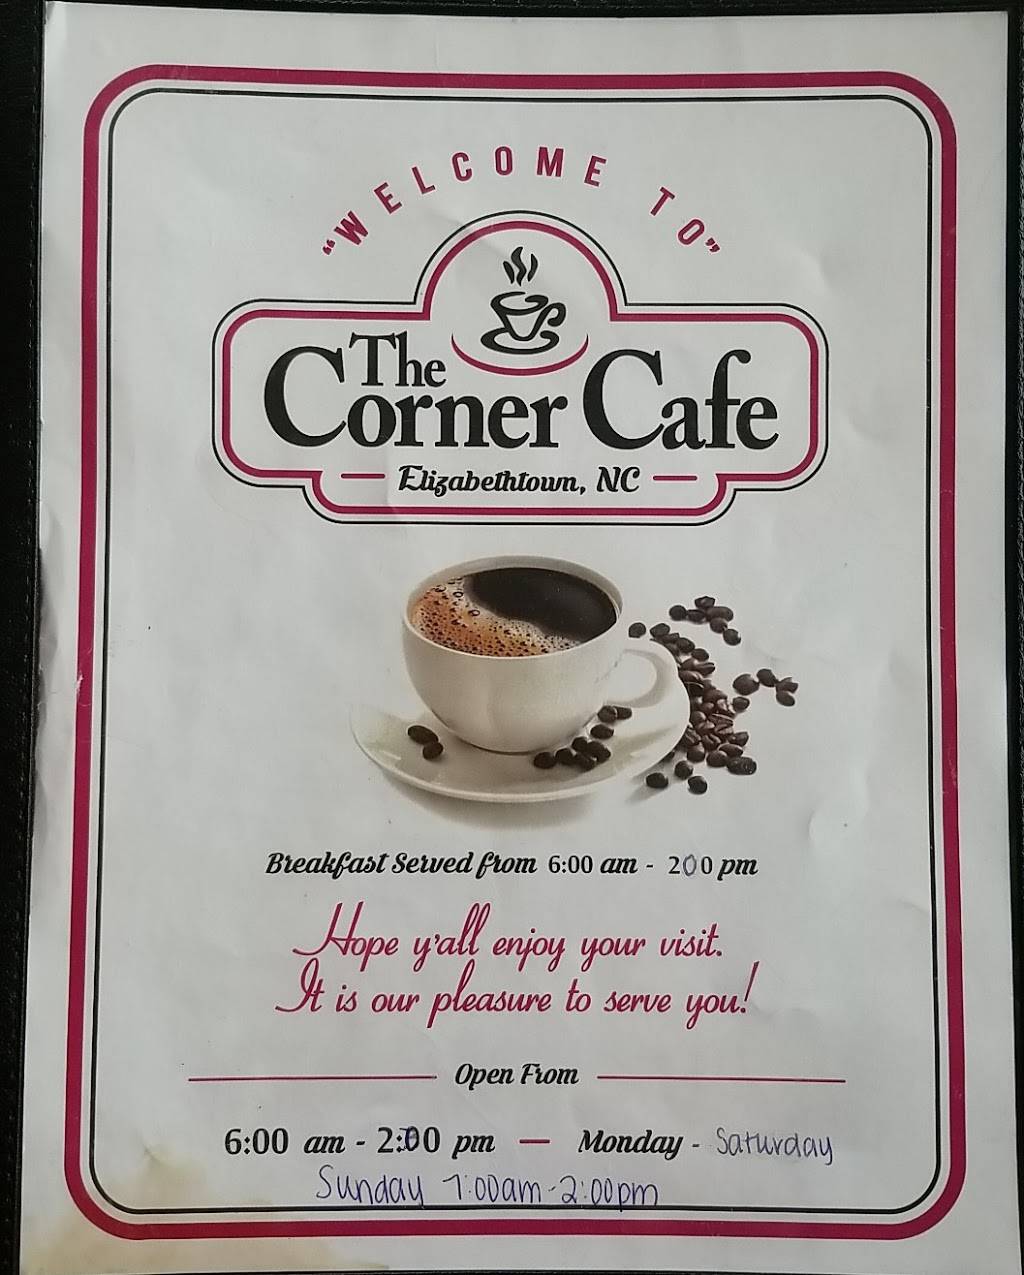 "WELCOME TO"
The
Corner Cafe
Elizabethtown, NC
Breakfast Served from 6:00 am - 200 pm
Hope y'all enjoy your visit.
It is our pleasure to serve you!
Open From
6:00 am - 2:00 pm — Monday - Saturday
Sunday 7:00am-2:00pm